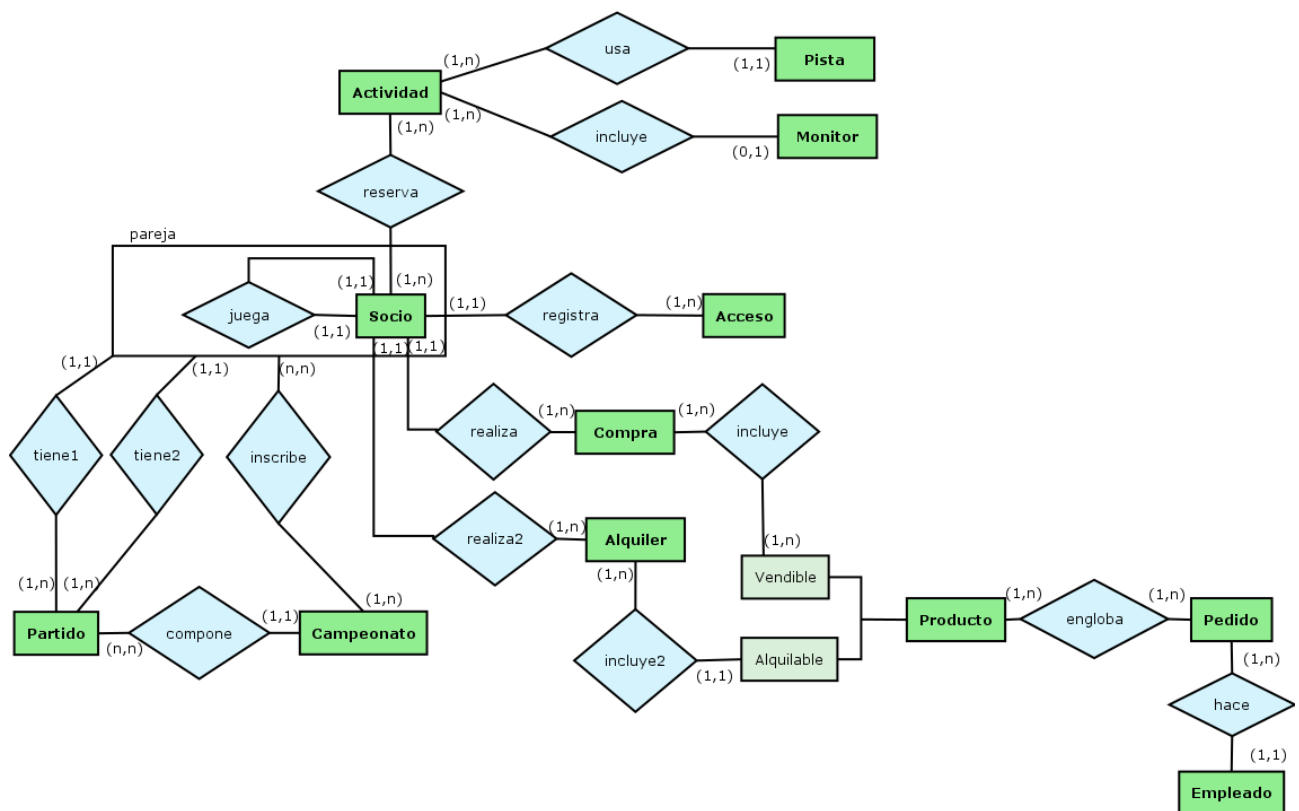 usa
Pista
(1,n)
(1,1)
Actividad
(1,n)
(1,n)
incluye
Monitor
(0,1)
reserva
pareja
(1,1)
(1,n)
juega
Socio
(1,1)
registra
(1,n)
Acceso
(1,1)
(1,1)
(1,1)
(1,1)
(1,1)
(n,n)
realiza
(1,n)
Compra
(1,n)
incluye
tiene1
tiene2
inscribe
realiza2
(1,n)
Alquiler
(1,n)
(1,n)
Vendible
(1,n)
(1,n)
(1,n)
Partido
(n,n)
compone
(1,1)
Campeonato
incluye2
(1,1)
Alquilable
Producto
(1,n)
engloba
(1,n)
Pedido
(1,n)
hace
(1,1)
Empleado